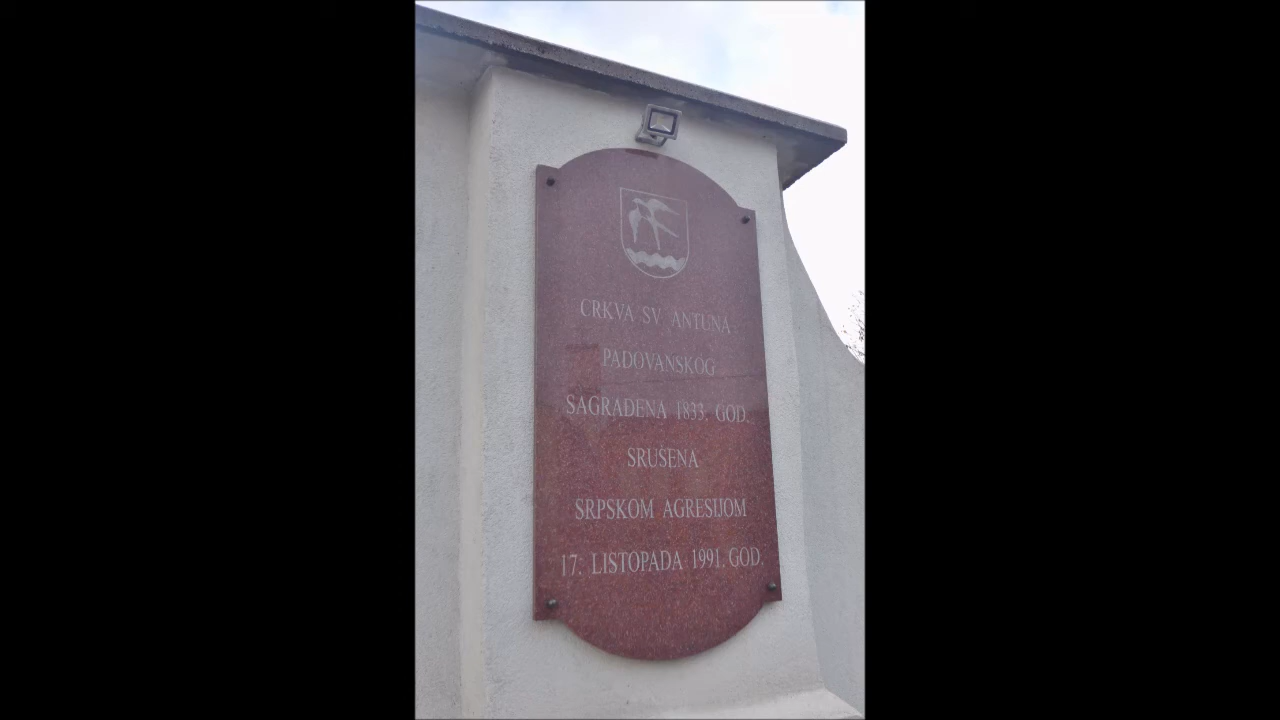 CRKVA SV ANTUNA
PADOVANSKOG
SAGRAĐENA 1833. GOD.
SRUŠENA
SRPSKOM AGRESIJOM
17. LISTOPADA 1991. GOD.